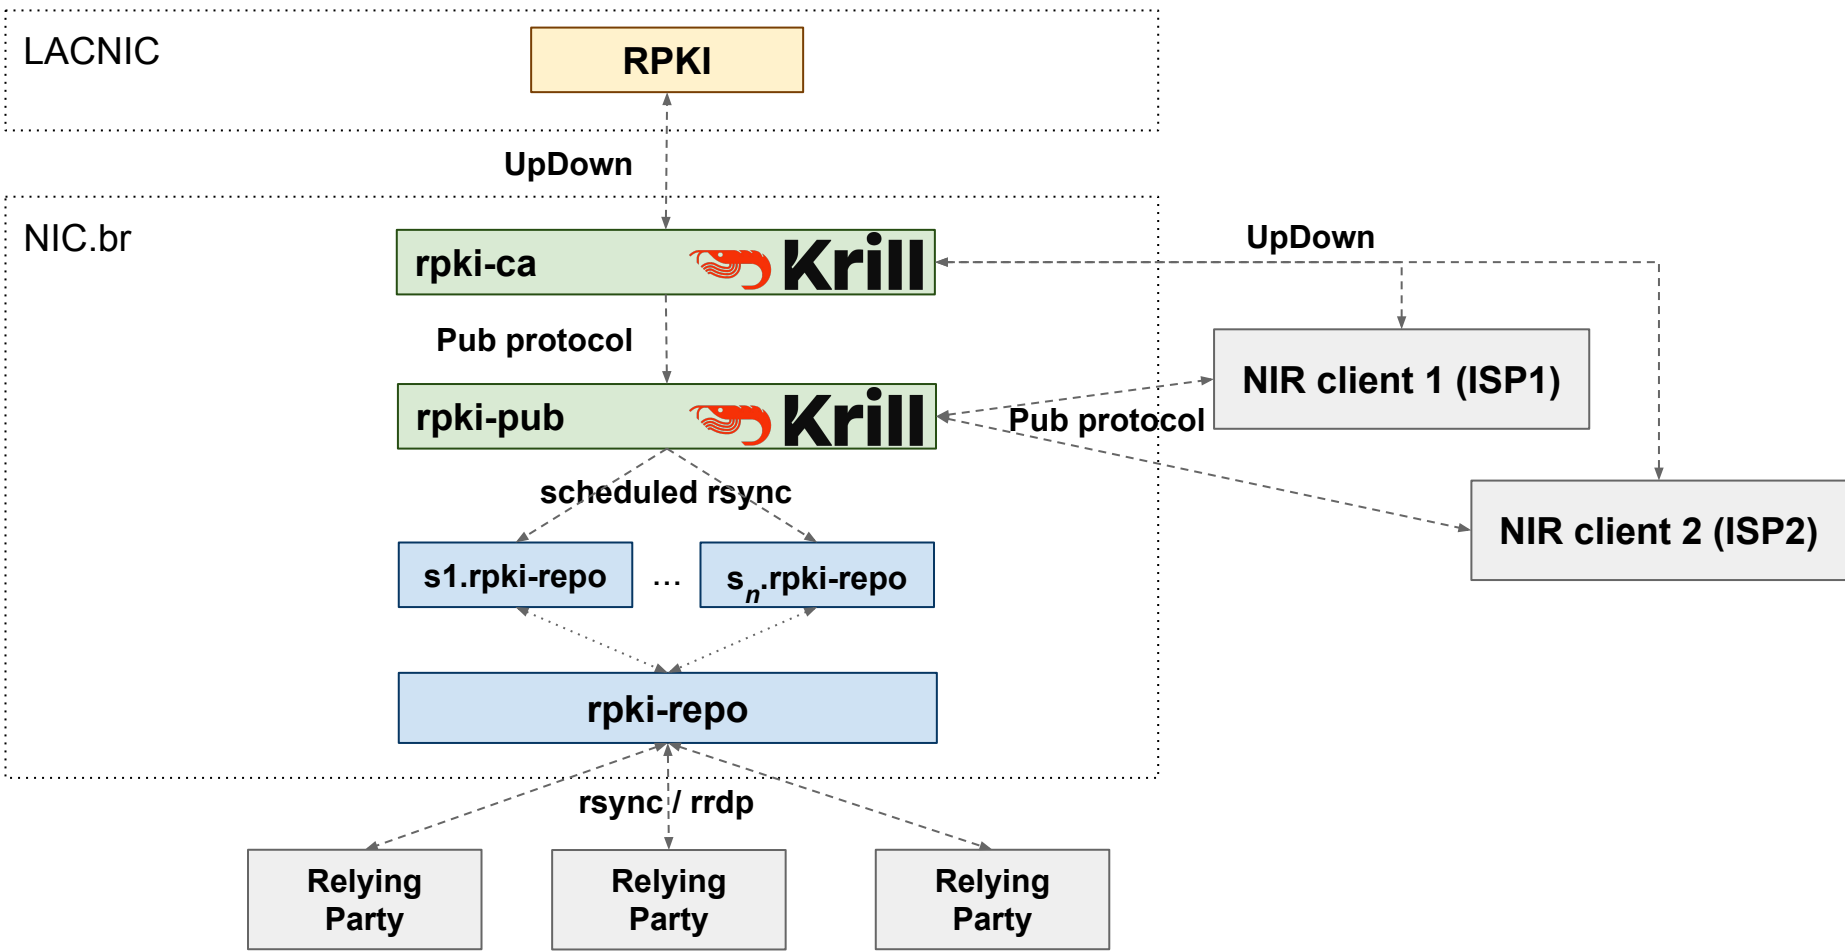 LACNIC
RPKI
UpDown
NIC.br
rpki-ca Krill
UpDown
Pub protocol
NIR client 1 (ISP1)
rpki-pub Krill
Pub protocol
scheduled rsync
NIR client 2 (ISP2)
s1.rpki-repo ... sn.rpki-repo
rpki-repo
rsync / rrdp
Relying
Party
Relying
Party
Relying
Party